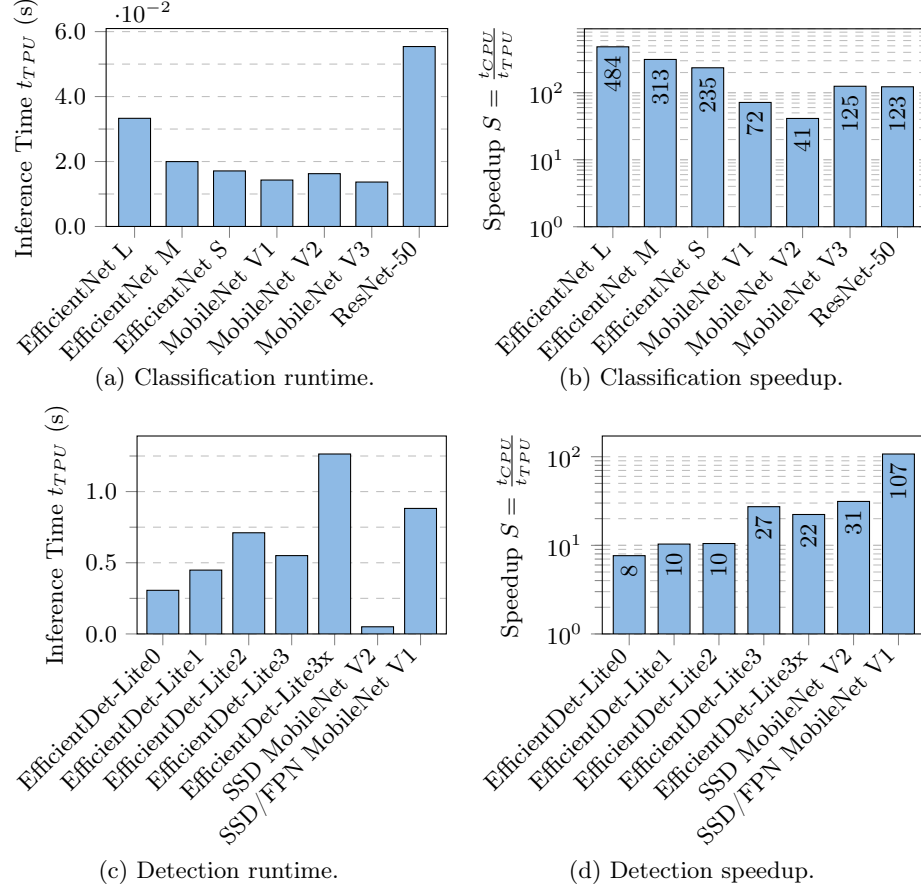 ·10⁻²
Inference Time t_TPU (s)
6.0
4.0
2.0
0.0
EfficientNet L
EfficientNet M
EfficientNet S
MobileNet V1
MobileNet V2
MobileNet V3
ResNet-50
(a) Classification runtime.
Speedup S = t_CPU/t_TPU
10²
10¹
10⁰
484
313
235
72
41
125
123
EfficientNet L
EfficientNet M
EfficientNet S
MobileNet V1
MobileNet V2
MobileNet V3
ResNet-50
(b) Classification speedup.
Inference Time t_TPU (s)
1.0
0.5
0.0
EfficientDet-Lite0
EfficientDet-Lite1
EfficientDet-Lite2
EfficientDet-Lite3
EfficientDet-Lite3x
SSD MobileNet V2
SSD/FPN MobileNet V1
(c) Detection runtime.
Speedup S = t_CPU/t_TPU
10²
10¹
10⁰
8
10
10
27
22
31
107
EfficientDet-Lite0
EfficientDet-Lite1
EfficientDet-Lite2
EfficientDet-Lite3
EfficientDet-Lite3x
SSD MobileNet V2
SSD/FPN MobileNet V1
(d) Detection speedup.